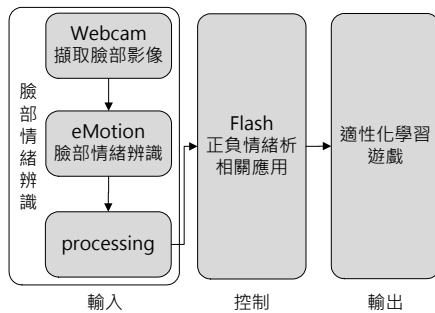 Webcam
擷取臉部影像
臉部情緒辨識
eMotion
臉部情緒辨識
processing
Flash
正負情緒析
相關應用
適性化學習
遊戲
輸入
控制
輸出